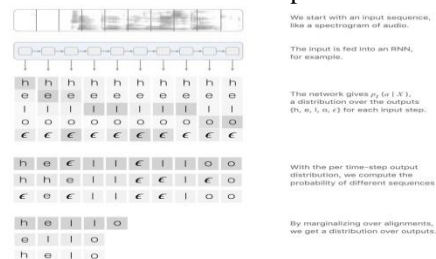 We start with an input sequence,
like a spectrogram of audio.
The input is fed into an RNN,
for example.
h h h h h h h h h h
e e e e e e e e e e
l l l l l l l l l l
o o o o o o o o o o
ϵ ϵ ϵ ϵ ϵ ϵ ϵ ϵ ϵ ϵ
The network gives pₜ (a | X),
a distribution over the outputs
{h, e, l, o, ϵ} for each input step.
h e ϵ l l ϵ l l o o
h h e l l ϵ ϵ l ϵ o
ϵ e ϵ l l ϵ ϵ l o o
With the per time-step output
distribution, we compute the
probability of different sequences
h e l l o
e l l o
h e l o
By marginalizing over alignments,
we get a distribution over outputs.